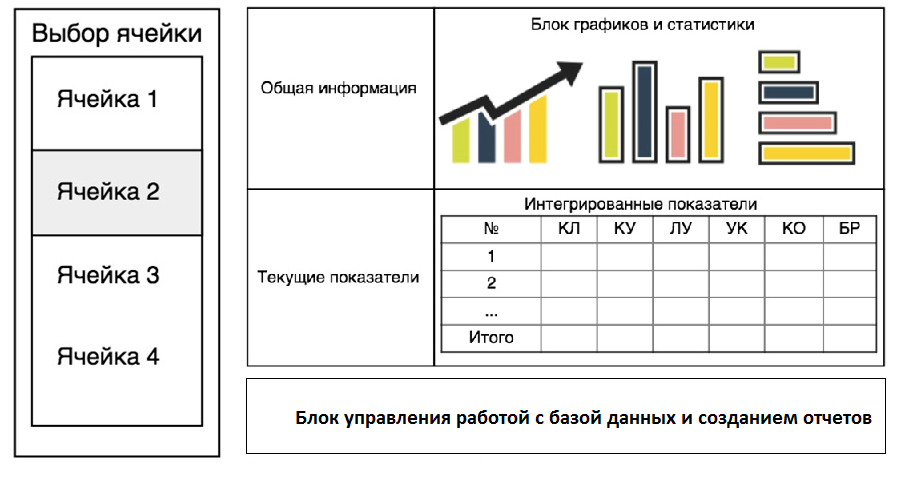 Выбор ячейки
Ячейка 1
Ячейка 2
Ячейка 3
Ячейка 4
Общая информация
Блок графиков и статистики
Текущие показатели
Интегрированные показатели
№ КЛ КУ ЛУ УК КО БР
1
2
...
Итого
Блок управления работой с базой данных и созданием отчетов